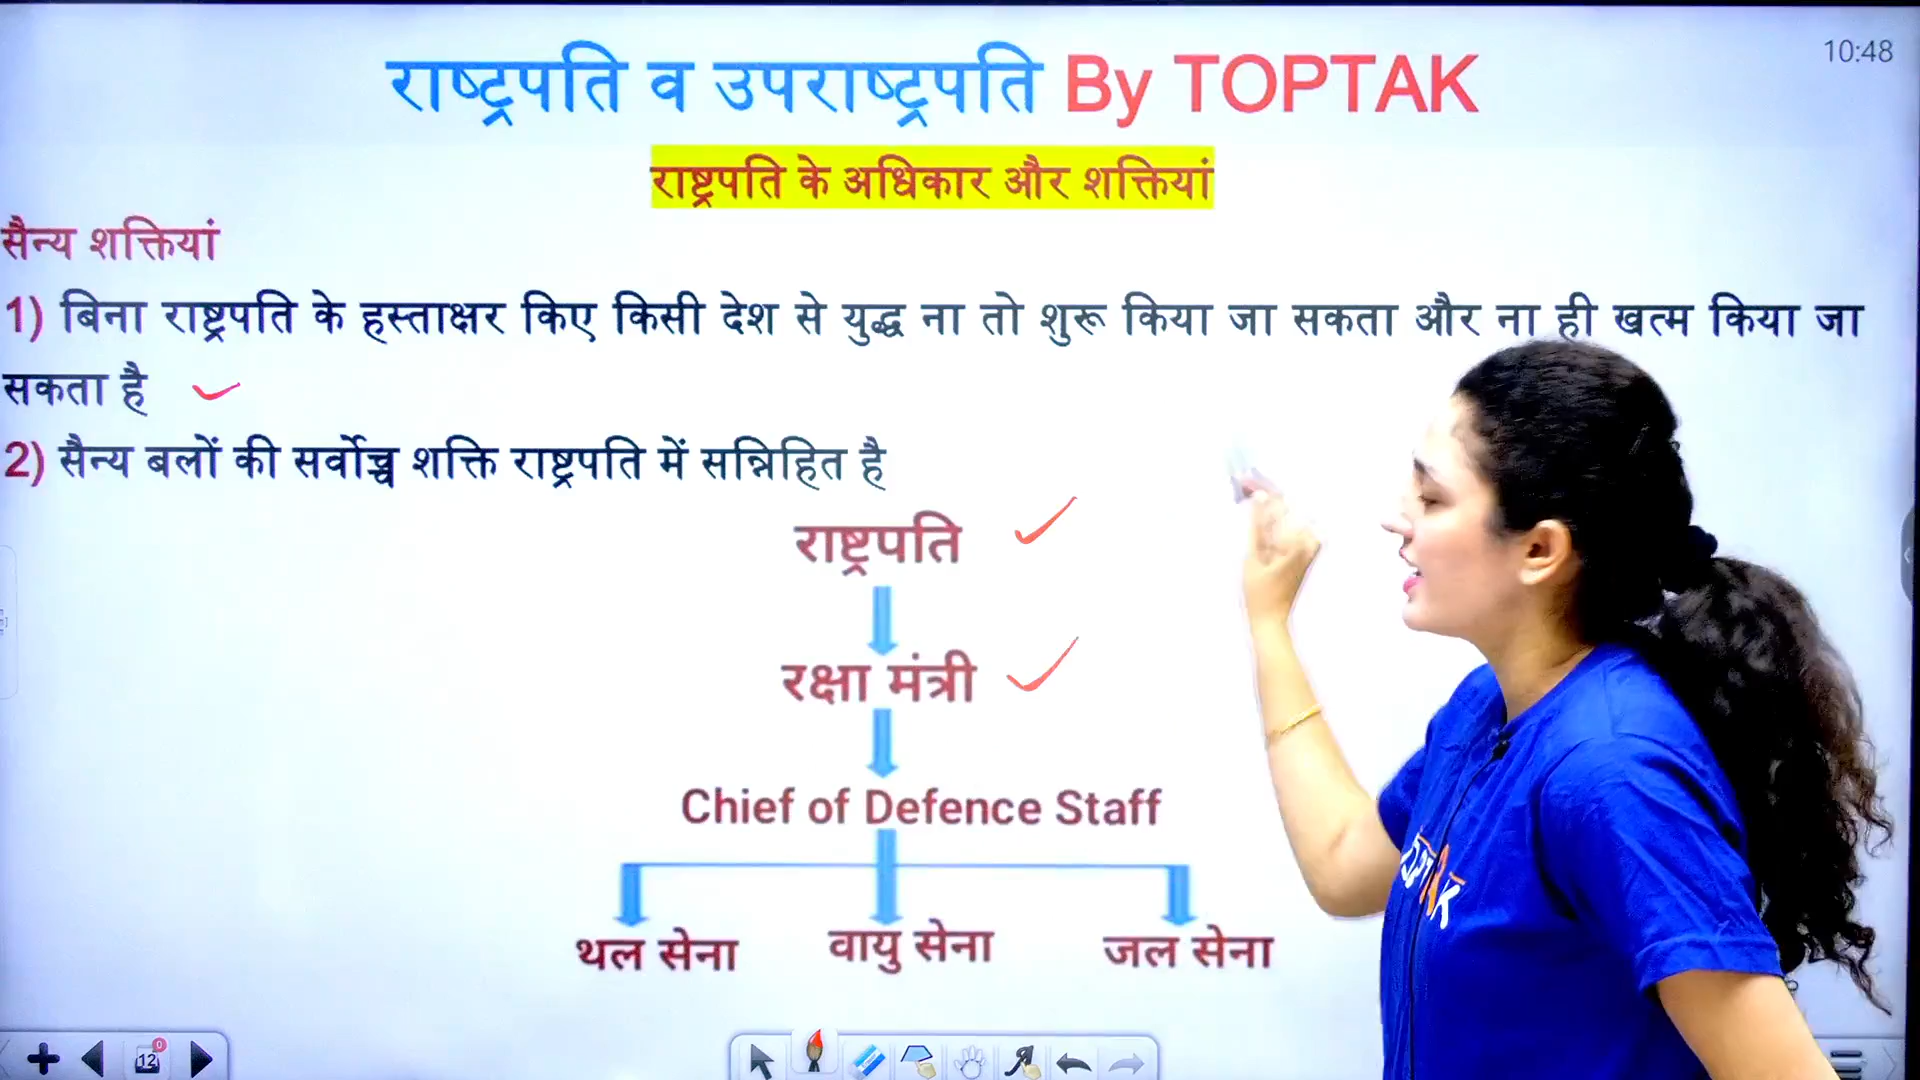 10:48
राष्ट्रपति व उपराष्ट्रपति By TOPTAK
राष्ट्रपति के अधिकार और शक्तियां
सैन्य शक्तियां
1) बिना राष्ट्रपति के हस्ताक्षर किए किसी देश से युद्ध ना तो शुरू किया जा सकता और ना ही खत्म किया जा
सकता है
2) सैन्य बलों की सर्वोच्च शक्ति राष्ट्रपति में सन्निहित है
राष्ट्रपति
रक्षा मंत्री
Chief of Defence Staff
थल सेना वायु सेना जल सेना
12 0